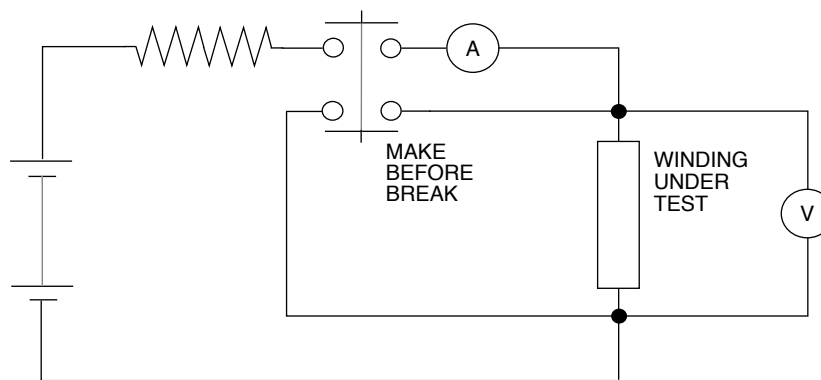 A
MAKE
BEFORE
BREAK
WINDING
UNDER
TEST
V